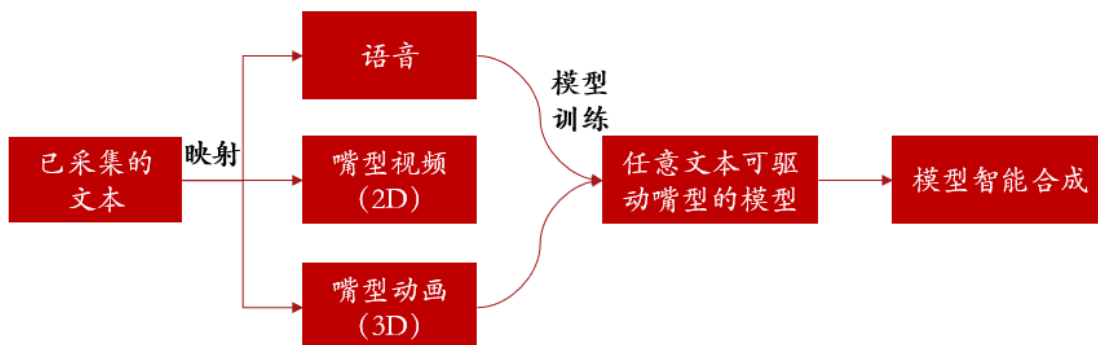 已采集的
文本
映射
语音
嘴型视频
（2D）
嘴型动画
（3D）
模型
训练
任意文本可驱
动嘴型的模型
模型智能合成